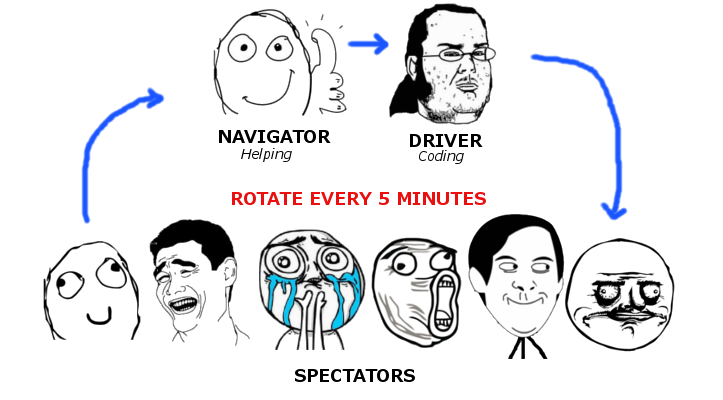 NAVIGATOR
Helping
DRIVER
Coding
ROTATE EVERY 5 MINUTES
SPECTATORS